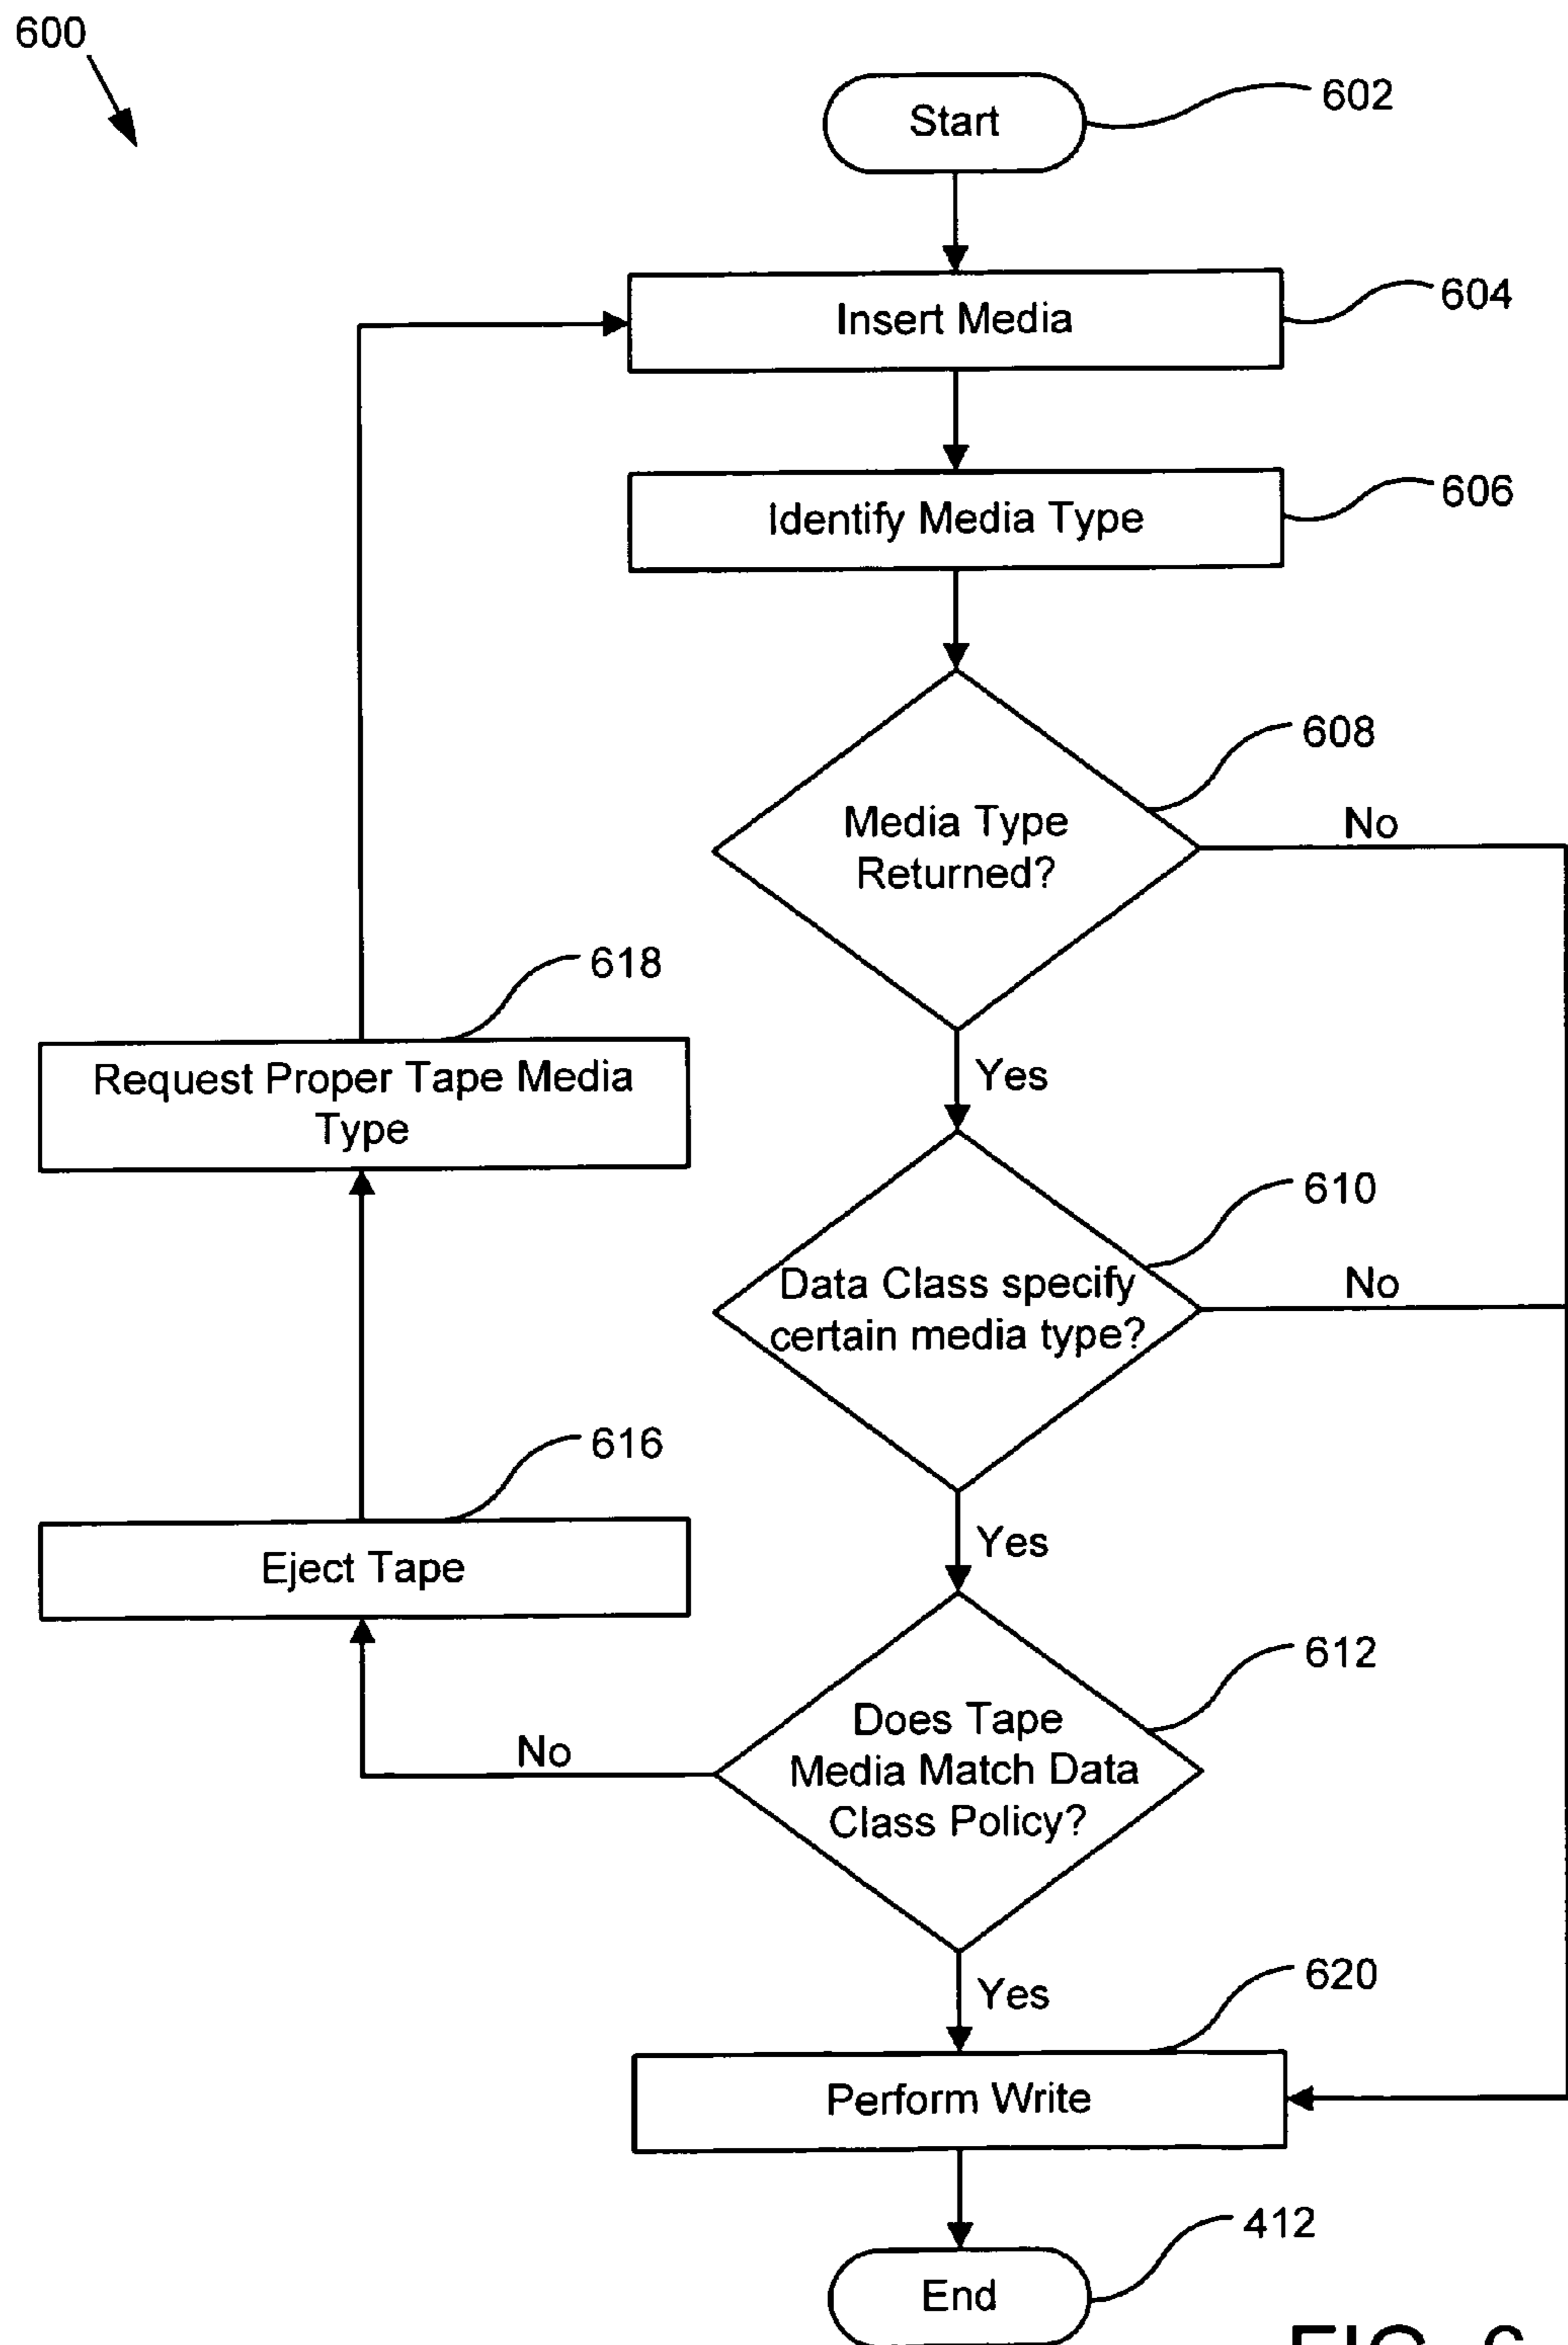 600
Start
602
Insert Media
604
Identify Media Type
606
608
Media Type
Returned?
No
Yes
618
Request Proper Tape Media
Type
610
Data Class specify
certain media type?
No
Yes
616
Eject Tape
612
Does Tape
Media Match Data
Class Policy?
No
Yes
620
Perform Write
412
End